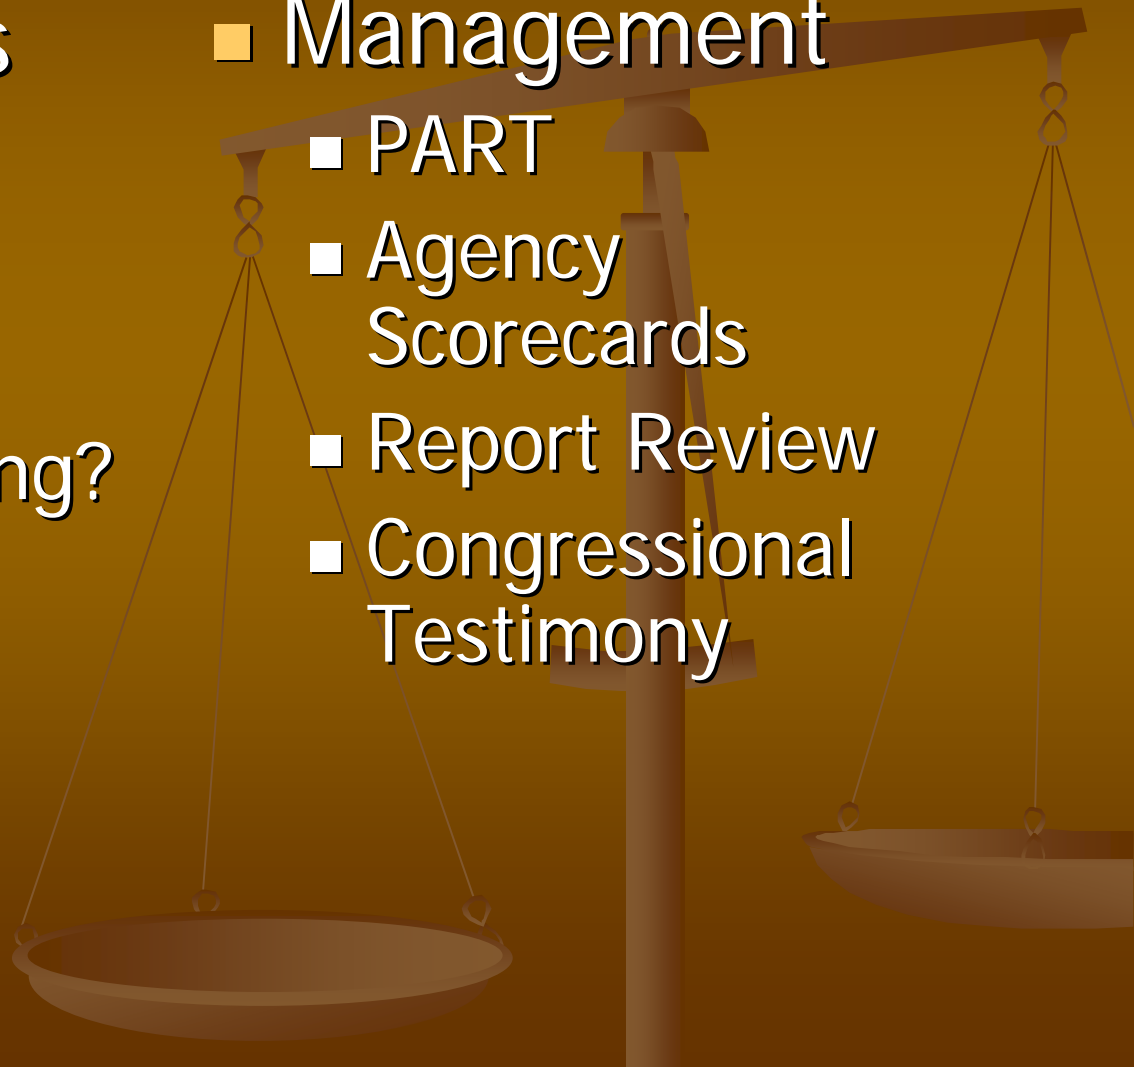 Management
PART
Agency
Scorecards
Report Review
Congressional
Testimony